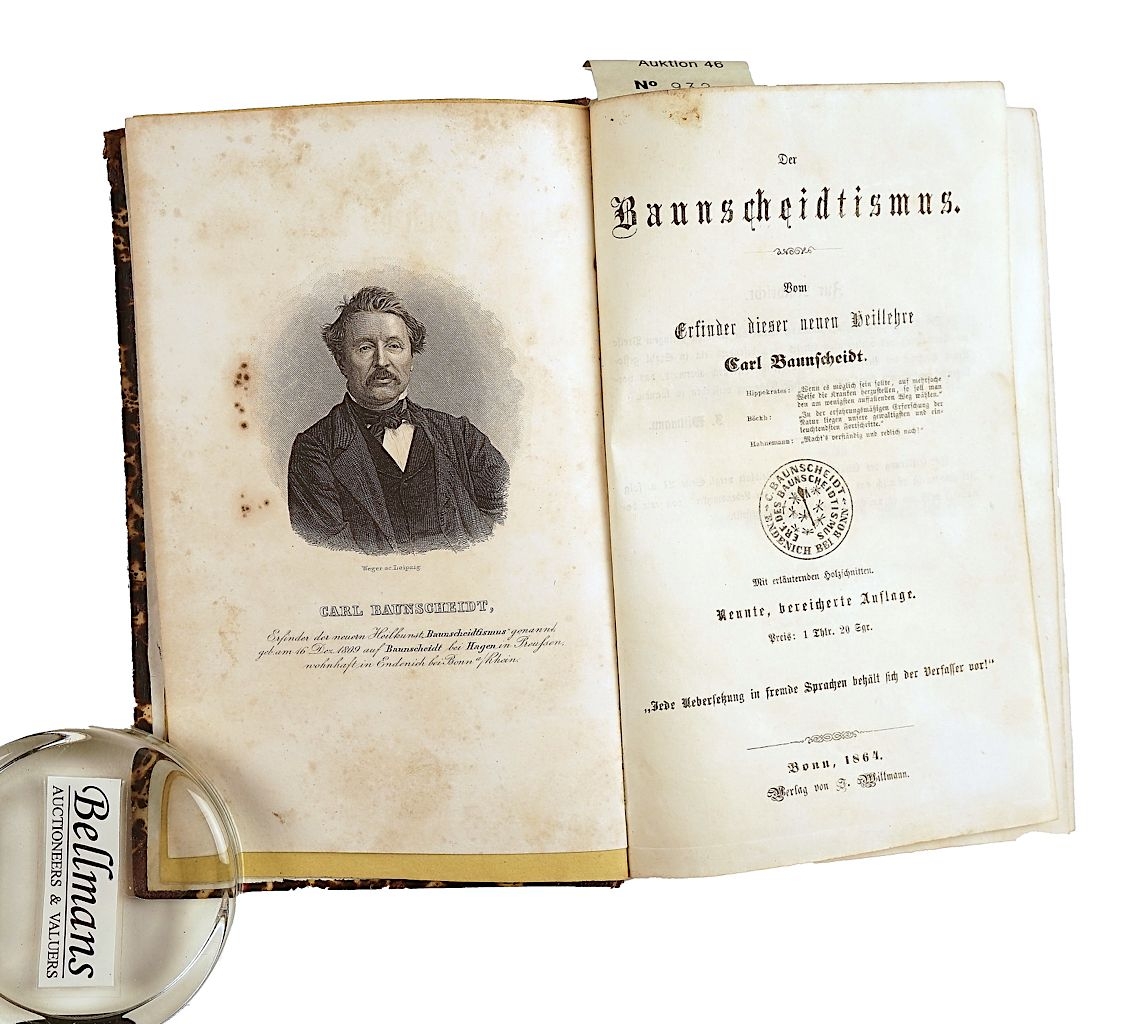 Auktion 46
Nº 932
Weger sc. Leipzig
CARL BAUNSCHEIDT,
Erfinder der neuern Heilkunst „Baunscheidtismus“ genannt,
geb. am 16 Dez. 1809 auf Baunscheidt bei Hagen in Preußen,
wohnhaft in Endenich bei Bonn a/Rhein.
Der
Baunscheidtismus.
Vom
Erfinder dieser neuen Heillehre
Carl Baunscheidt.
Hippokrates: „Wenn es möglich sein sollte, auf mehrfache
Weise die Kranken herzustellen, so soll man
den am wenigsten auffallenden Weg wählen.“
Böckh: „In der erfahrungsmäßigen Erforschung der
Natur liegen unsere gewaltigsten und ein-
leuchtendsten Fortschritte.“
Hahnemann: „Macht's verständig und redlich nach!“
C. BAUNSCHEIDT
ENDENICH BEI BONN
ERF. DES BAUNSCHEIDTISMUS
Mit erläuternden Holzschnitten.
Neunte, bereicherte Auflage.
Preis: 1 Thlr. 20 Sgr.
„Jede Uebersetzung in fremde Sprachen behält sich der Verfasser vor!“
Bonn, 1864.
Verlag von J. Wittmann.
Bellmans
AUCTIONEERS & VALUERS